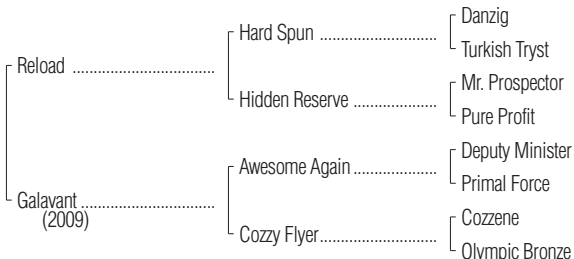 Danzig
Hard Spun ..............................
Turkish Tryst
Reload .....................................
Mr. Prospector
Hidden Reserve .....................
Pure Profit
Deputy Minister
Awesome Again .....................
Primal Force
Galavant ..................................
(2009)
Cozzene
Cozzy Flyer..............................
Olympic Bronze